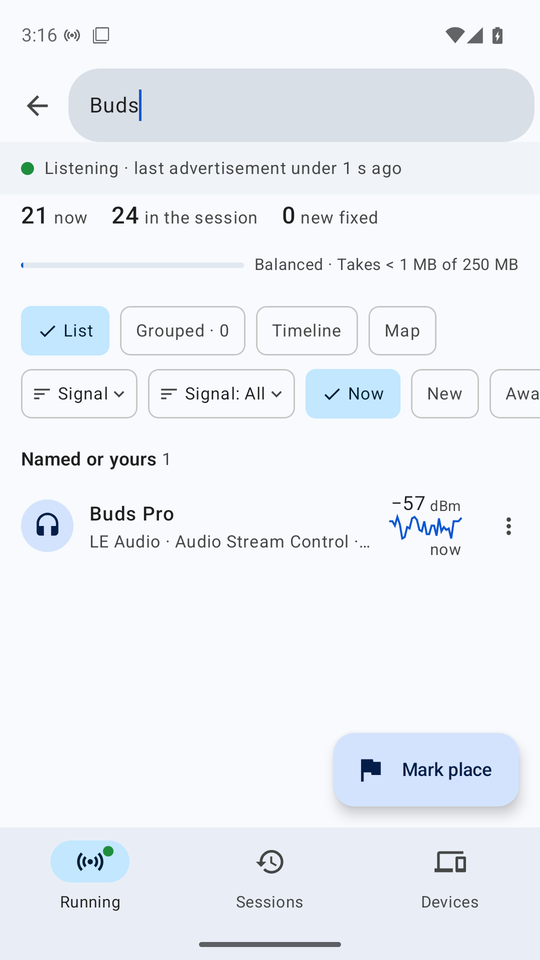 3:16
Buds
Listening · last advertisement under 1 s ago
21 now 24 in the session 0 new fixed
Balanced · Takes < 1 MB of 250 MB
List Grouped · 0 Timeline Map
Signal Signal: All Now New Awa
Named or yours 1
Buds Pro
−57 dBm
LE Audio · Audio Stream Control ·…
now
Mark place
Running Sessions Devices